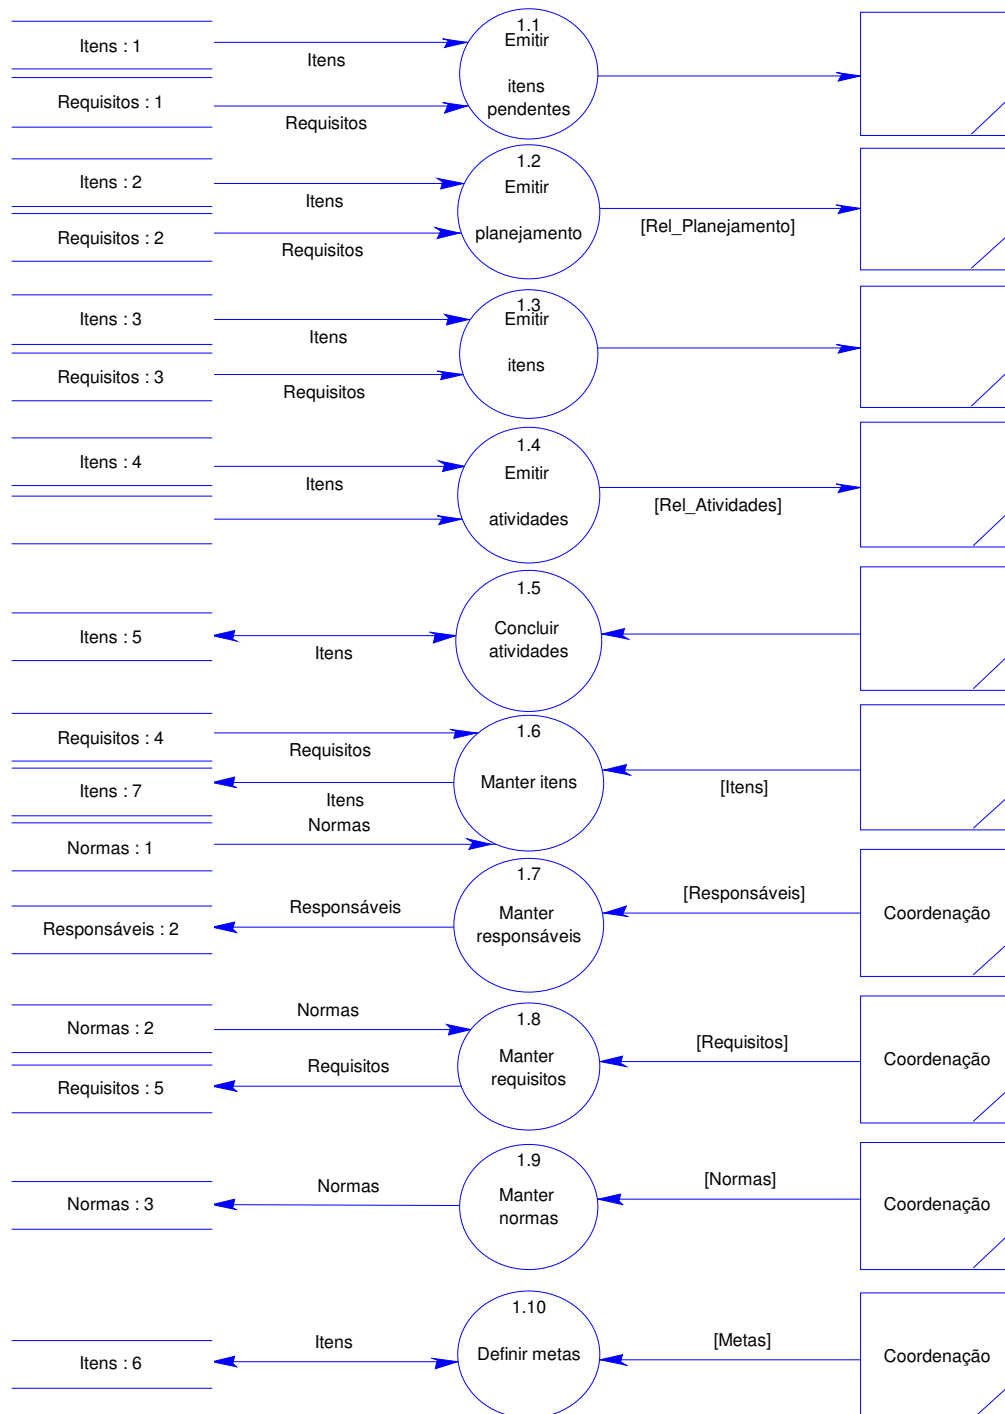 1.1
Itens : 1
Itens
Emitir
itens
pendentes
Requisitos : 1
Requisitos
1.2
Itens : 2
Itens
Emitir
planejamento
[Rel_Planejamento]
Requisitos : 2
Requisitos
1.3
Itens : 3
Itens
Emitir
itens
Requisitos : 3
Requisitos
1.4
Itens : 4
Itens
Emitir
atividades
[Rel_Atividades]
1.5
Itens : 5
Itens
Concluir
atividades
Requisitos : 4
Requisitos
1.6
Manter itens
[Itens]
Itens : 7
Itens
Normas
Normas : 1
1.7
Responsáveis : 2
Responsáveis
Manter
responsáveis
[Responsáveis]
Coordenação
Normas : 2
Normas
1.8
Manter
requisitos
[Requisitos]
Coordenação
Requisitos : 5
Requisitos
1.9
Normas : 3
Normas
Manter
normas
[Normas]
Coordenação
1.10
Itens : 6
Itens
Definir metas
[Metas]
Coordenação